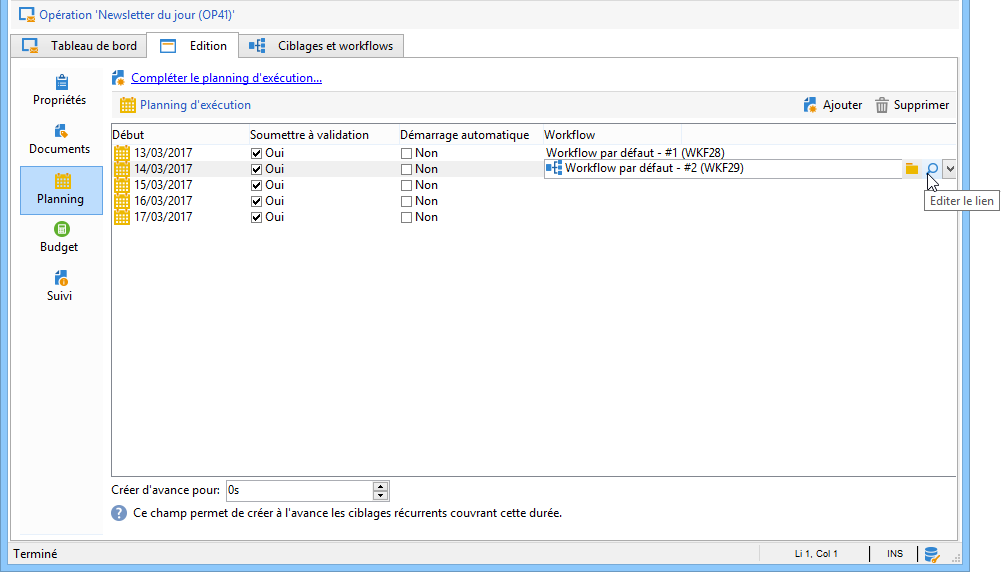 Opération 'Newsletter du jour (OP41)'
Tableau de bord Edition Ciblages et workflows
Propriétés
Documents
Planning
Budget
Suivi
Compléter le planning d'exécution...
Planning d'exécution Ajouter Supprimer
Début Soumettre à validation Démarrage automatique Workflow
13/03/2017 Oui Non Workflow par défaut - #1 (WKF28)
14/03/2017 Oui Non Workflow par défaut - #2 (WKF29)
15/03/2017 Oui Non
16/03/2017 Oui Non
17/03/2017 Oui Non
Editer le lien
Créer d'avance pour: 0s
? Ce champ permet de créer à l'avance les ciblages récurrents couvrant cette durée.
Terminé Li 1, Col 1 INS